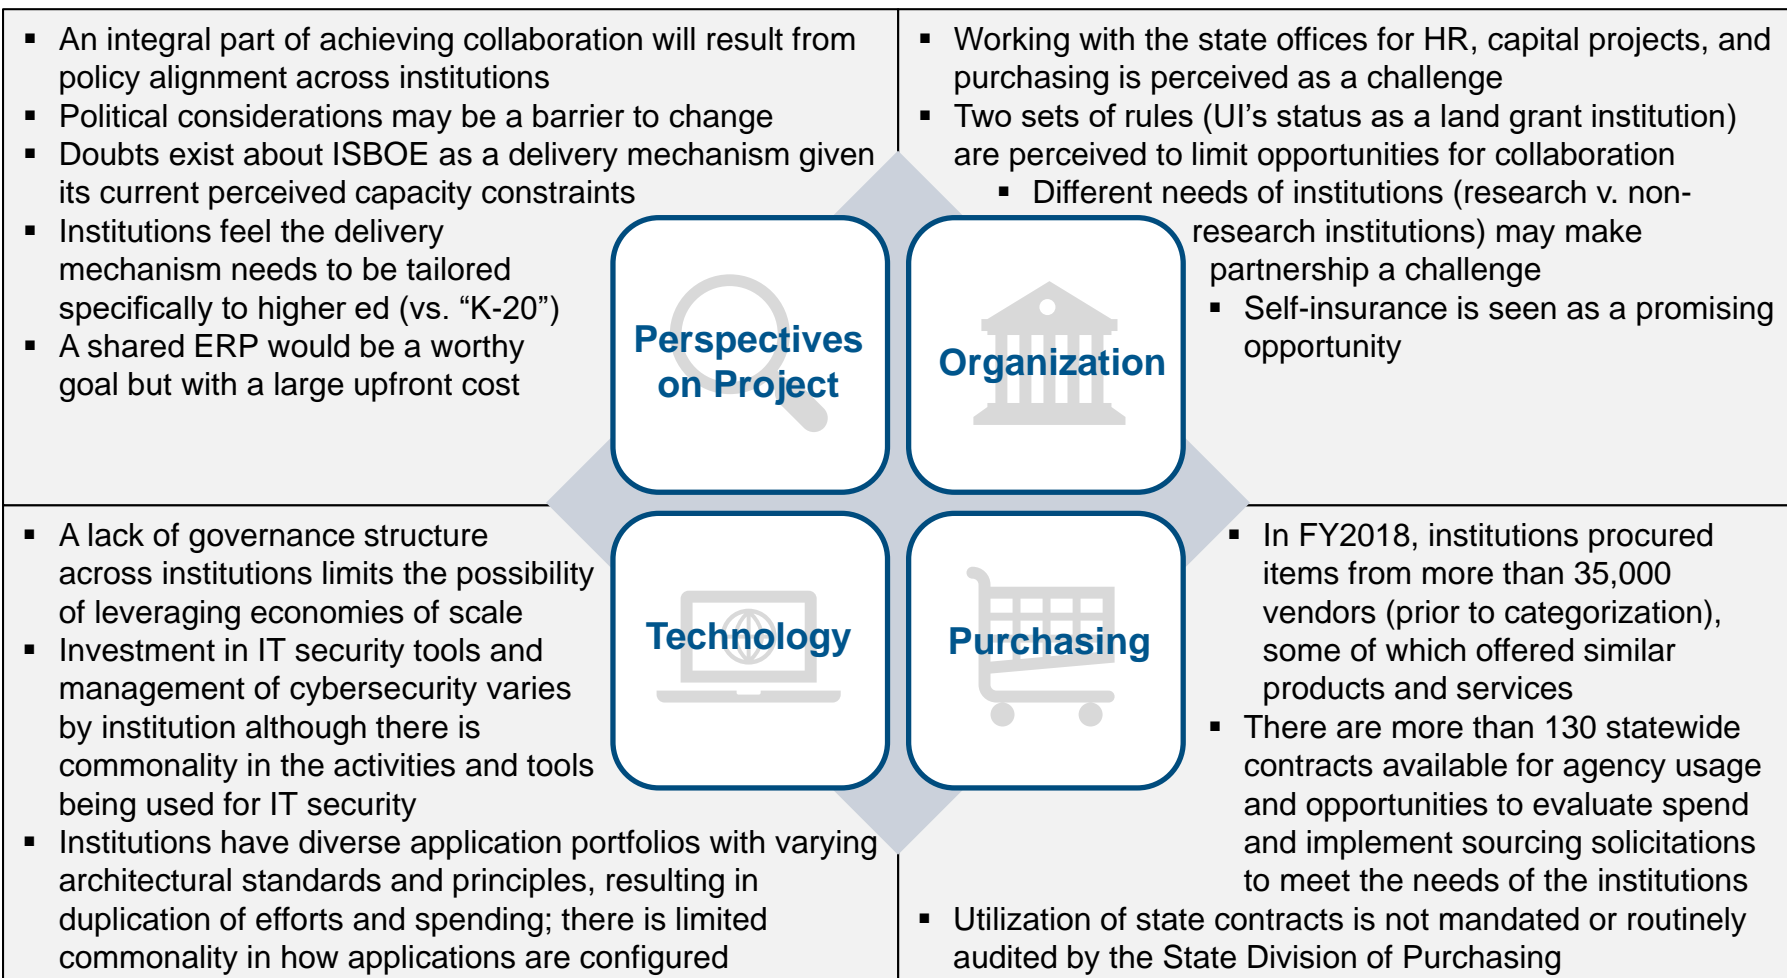 ▪ An integral part of achieving collaboration will result from
policy alignment across institutions
▪ Political considerations may be a barrier to change
▪ Doubts exist about ISBOE as a delivery mechanism given
its current perceived capacity constraints
▪ Institutions feel the delivery
mechanism needs to be tailored
specifically to higher ed (vs. “K-20”)
▪ A shared ERP would be a worthy
goal but with a large upfront cost
Perspectives
on Project
▪ Working with the state offices for HR, capital projects, and
purchasing is perceived as a challenge
▪ Two sets of rules (UI’s status as a land grant institution)
are perceived to limit opportunities for collaboration
▪ Different needs of institutions (research v. non-
research institutions) may make
partnership a challenge
▪ Self-insurance is seen as a promising
opportunity
Organization
▪ A lack of governance structure
across institutions limits the possibility
of leveraging economies of scale
▪ Investment in IT security tools and
management of cybersecurity varies
by institution although there is
commonality in the activities and tools
being used for IT security
▪ Institutions have diverse application portfolios with varying
architectural standards and principles, resulting in
duplication of efforts and spending; there is limited
commonality in how applications are configured
Technology
Purchasing
▪ In FY2018, institutions procured
items from more than 35,000
vendors (prior to categorization),
some of which offered similar
products and services
▪ There are more than 130 statewide
contracts available for agency usage
and opportunities to evaluate spend
and implement sourcing solicitations
to meet the needs of the institutions
▪ Utilization of state contracts is not mandated or routinely
audited by the State Division of Purchasing